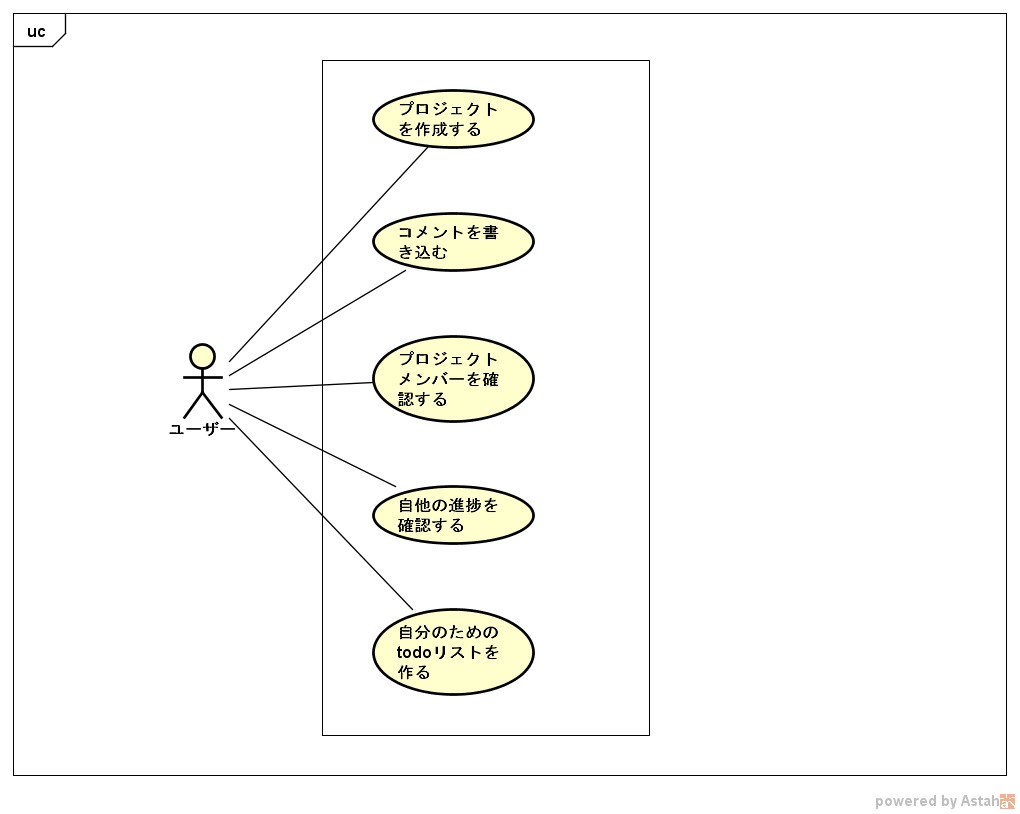 uc
プロジェクト
を作成する
コメントを書
き込む
プロジェクト
メンバーを確
認する
ユーザー
自他の進捗を
確認する
自分のための
todoリストを
作る
powered by Astah